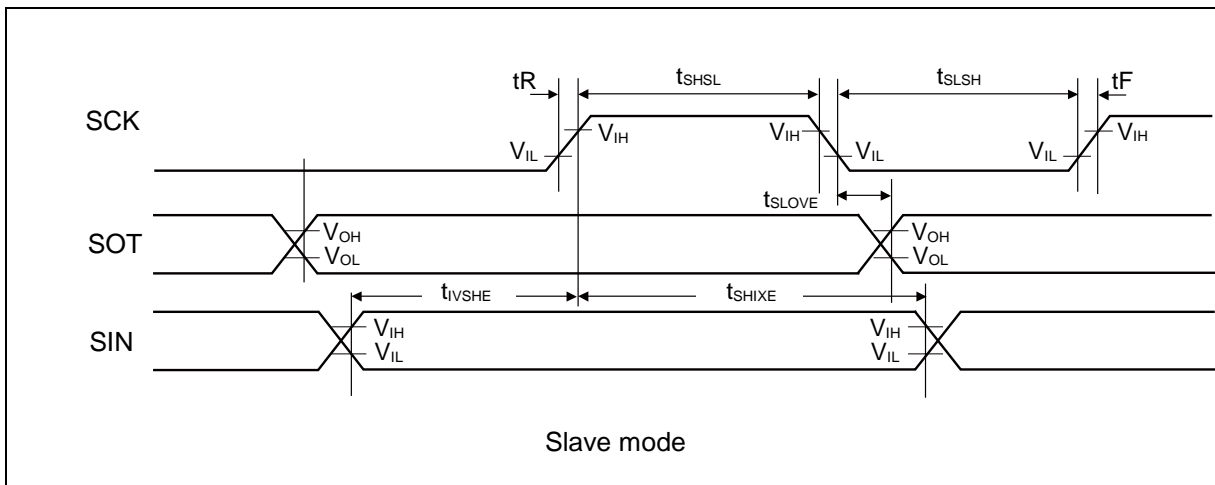 tR tSHSL tSLSH tF
SCK VIH VIH VIH
VIL VIL VIL
tSLOVE
SOT VOH VOH
VOL VOL
tIVSHE tSHIXE
SIN VIH VIH
VIL VIL
Slave mode